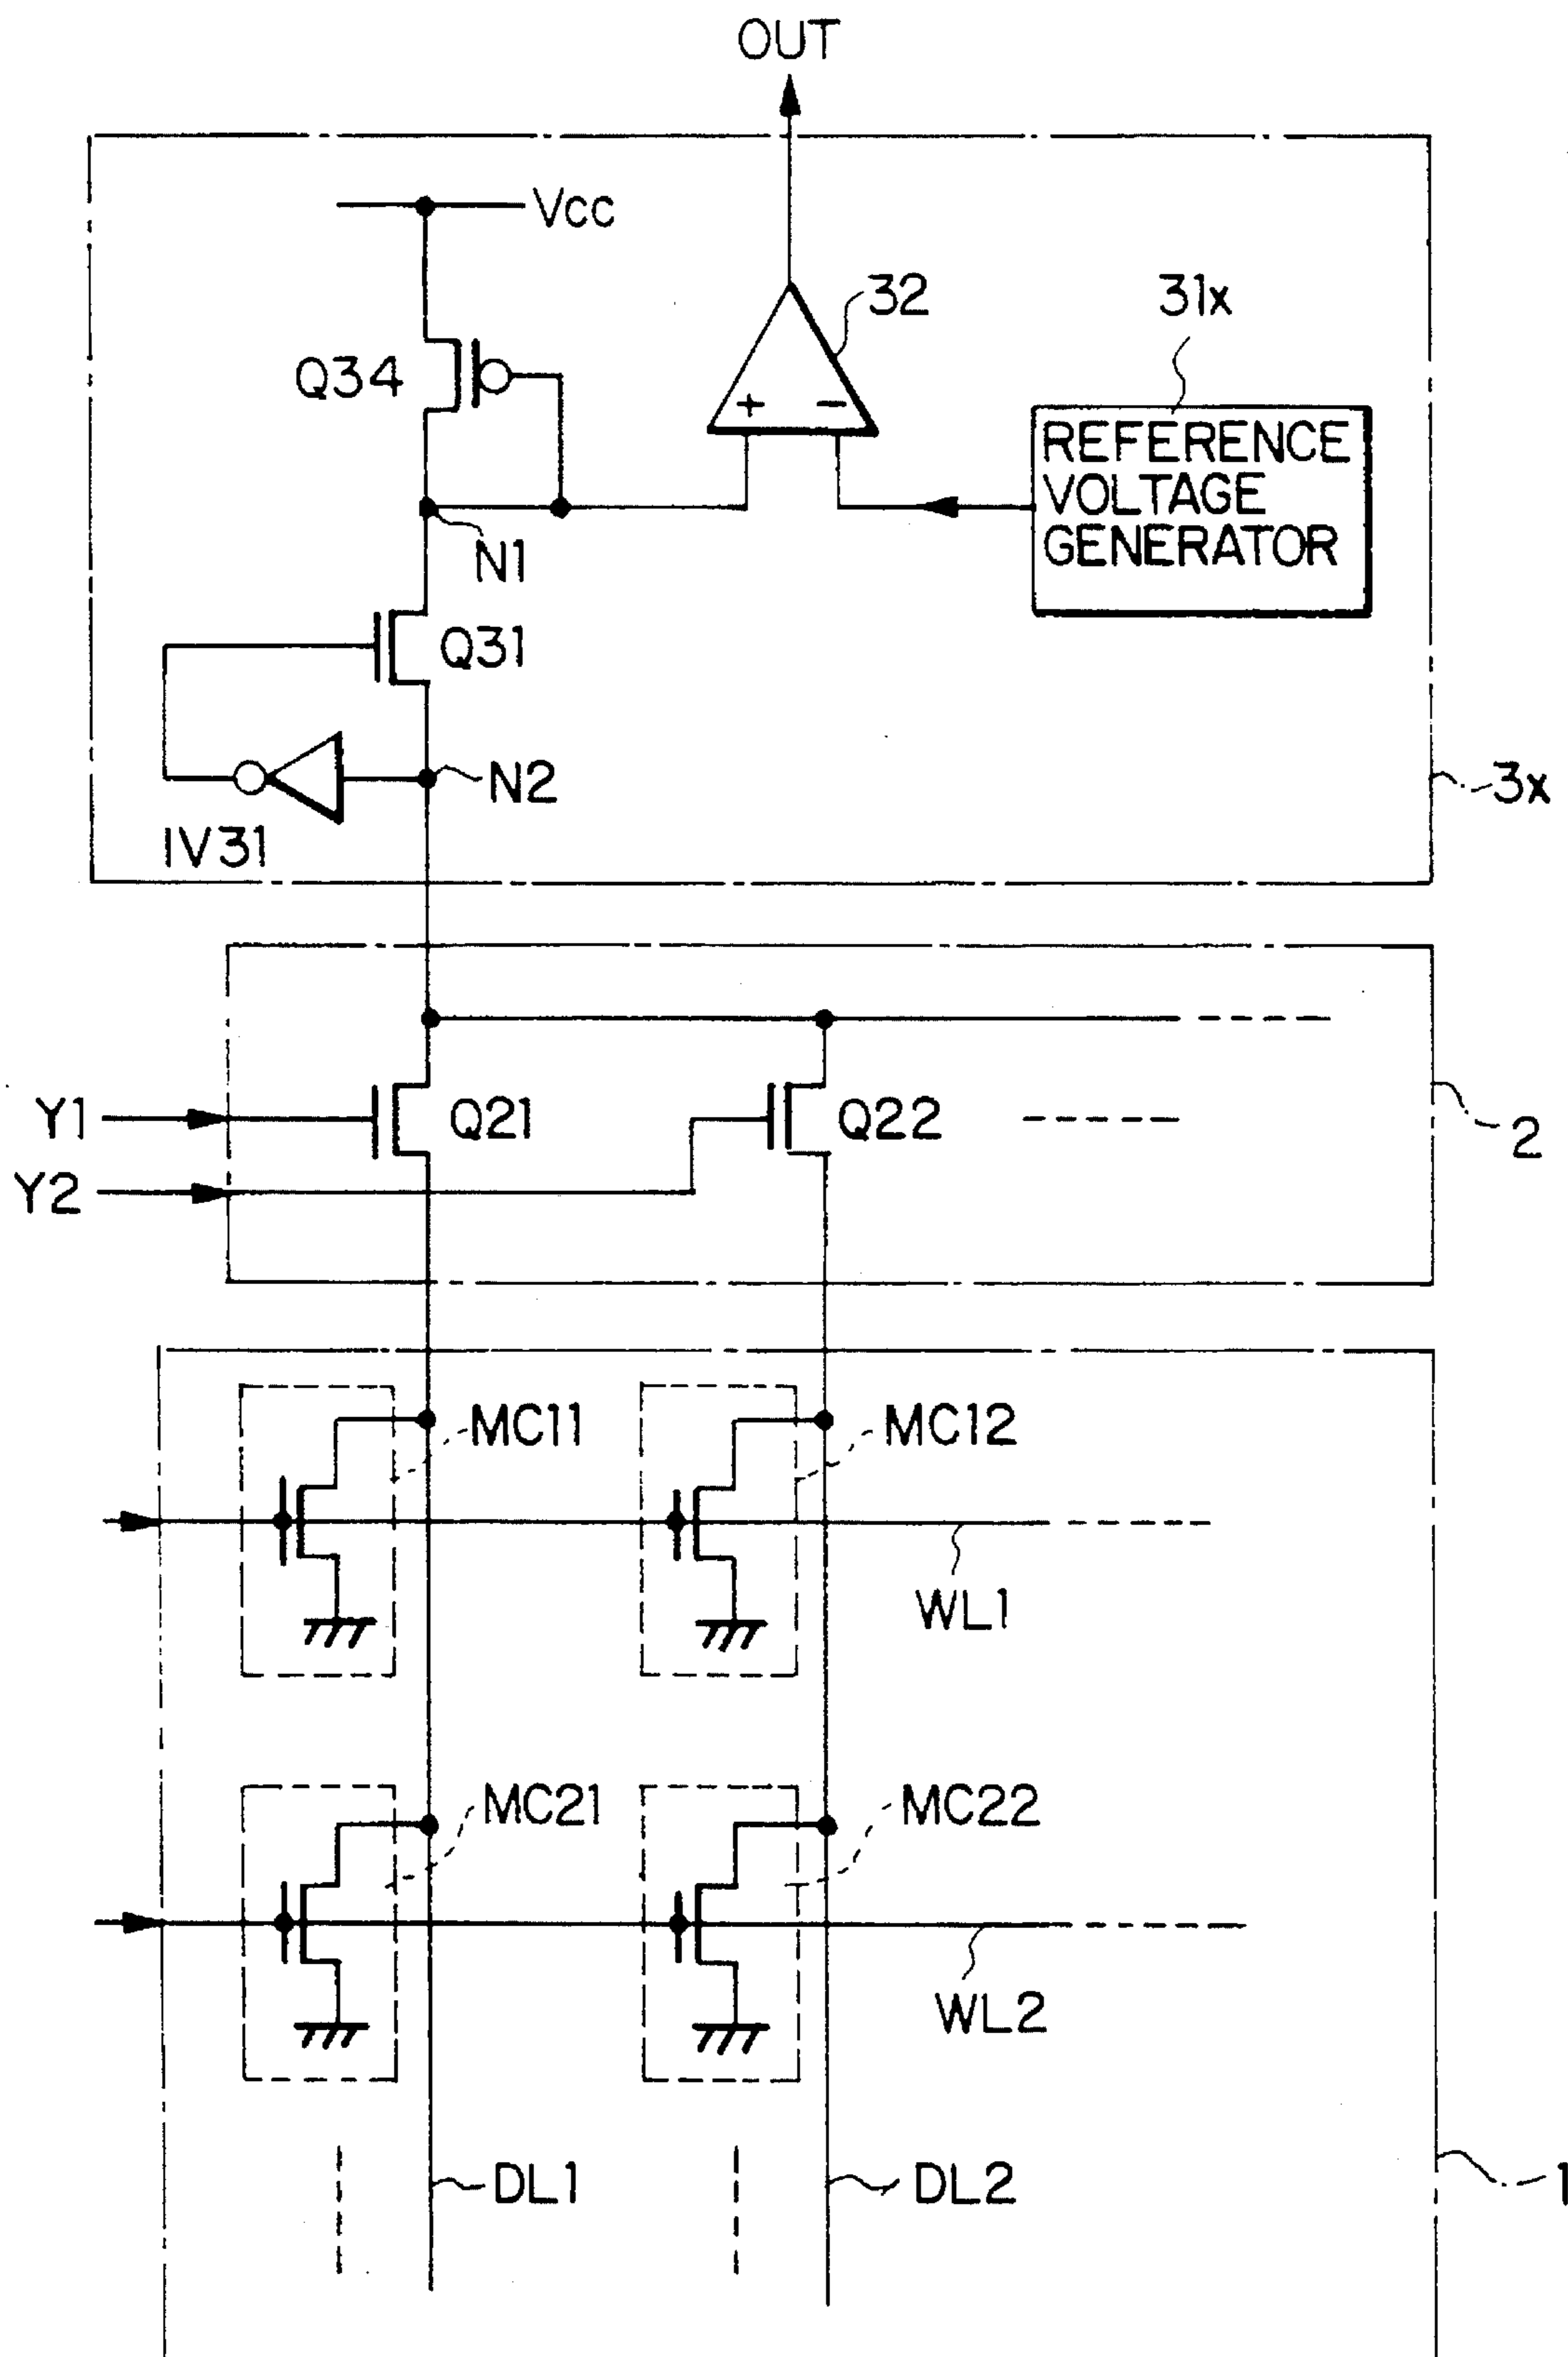 OUT
Vcc
32
31x
Q34
+ −
REFERENCE
VOLTAGE
GENERATOR
N1
Q31
N2
3x
IV31
Y1
Q21
Q22
2
Y2
MC11
MC12
WL1
MC21
MC22
WL2
DL1
DL2
1